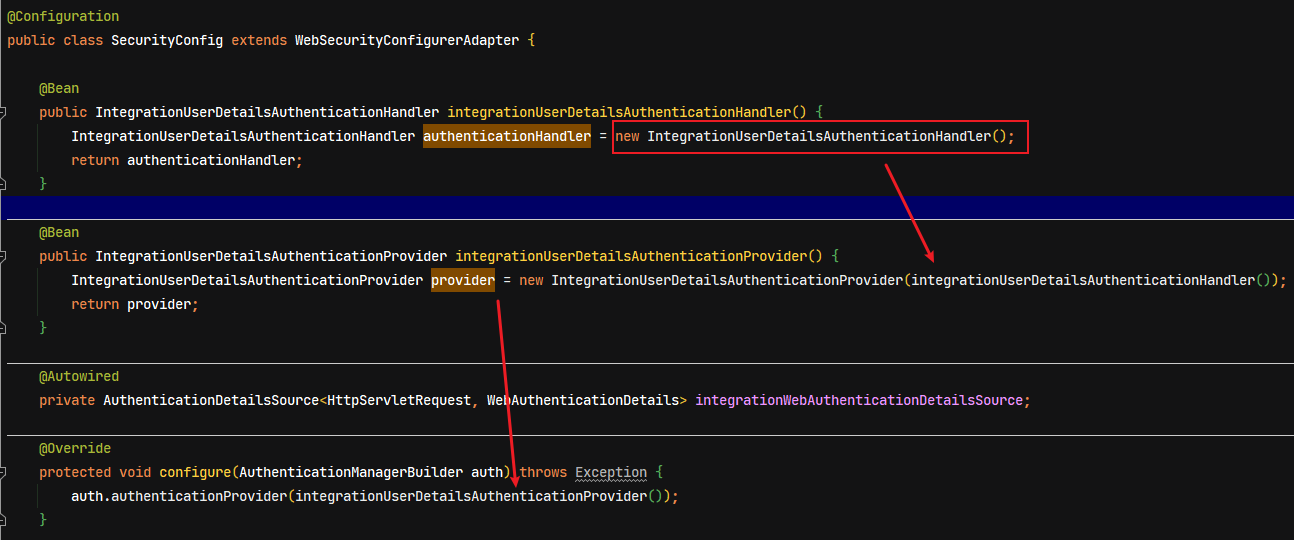 @Configuration
public class SecurityConfig extends WebSecurityConfigurerAdapter {
@Bean
public IntegrationUserDetailsAuthenticationHandler integrationUserDetailsAuthenticationHandler() {
IntegrationUserDetailsAuthenticationHandler authenticationHandler = new IntegrationUserDetailsAuthenticationHandler();
return authenticationHandler;
}
@Bean
public IntegrationUserDetailsAuthenticationProvider integrationUserDetailsAuthenticationProvider() {
IntegrationUserDetailsAuthenticationProvider provider = new IntegrationUserDetailsAuthenticationProvider(integrationUserDetailsAuthenticationHandler());
return provider;
}
@Autowired
private AuthenticationDetailsSource<HttpServletRequest, WebAuthenticationDetails> integrationWebAuthenticationDetailsSource;
@Override
protected void configure(AuthenticationManagerBuilder auth) throws Exception {
auth.authenticationProvider(integrationUserDetailsAuthenticationProvider());
}